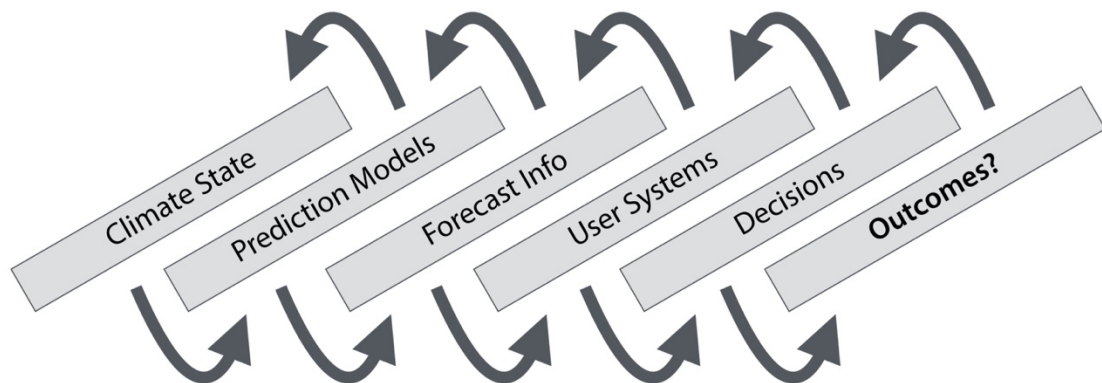 Climate State
Prediction Models
Forecast Info
User Systems
Decisions
Outcomes?